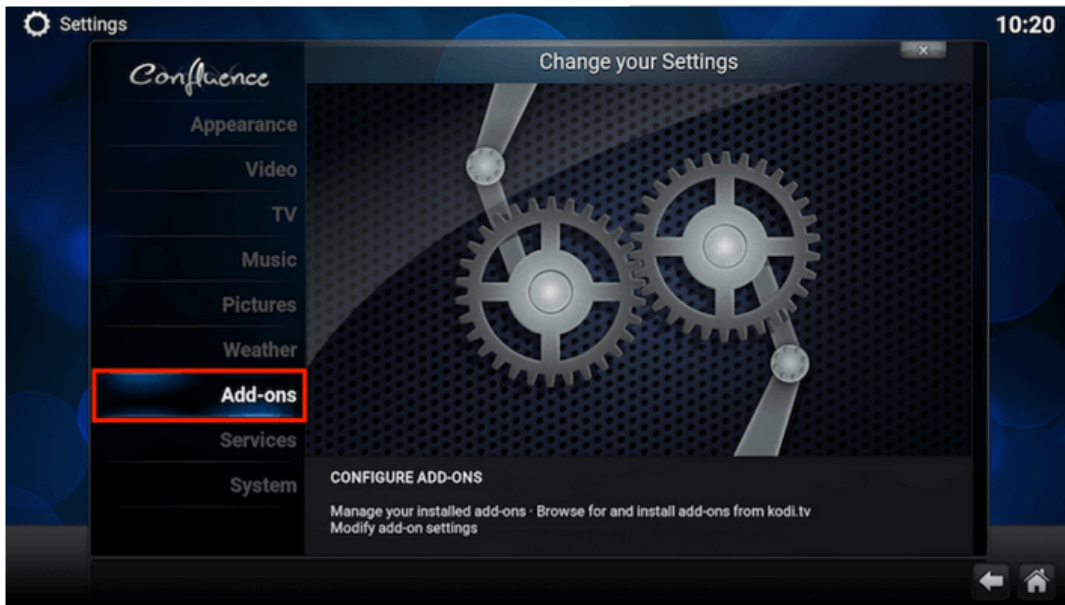 Settings
10:20
Confluence
Change your Settings
Appearance
Video
TV
Music
Pictures
Weather
Add-ons
Services
System
CONFIGURE ADD-ONS
Manage your installed add-ons · Browse for and install add-ons from kodi.tv
Modify add-on settings